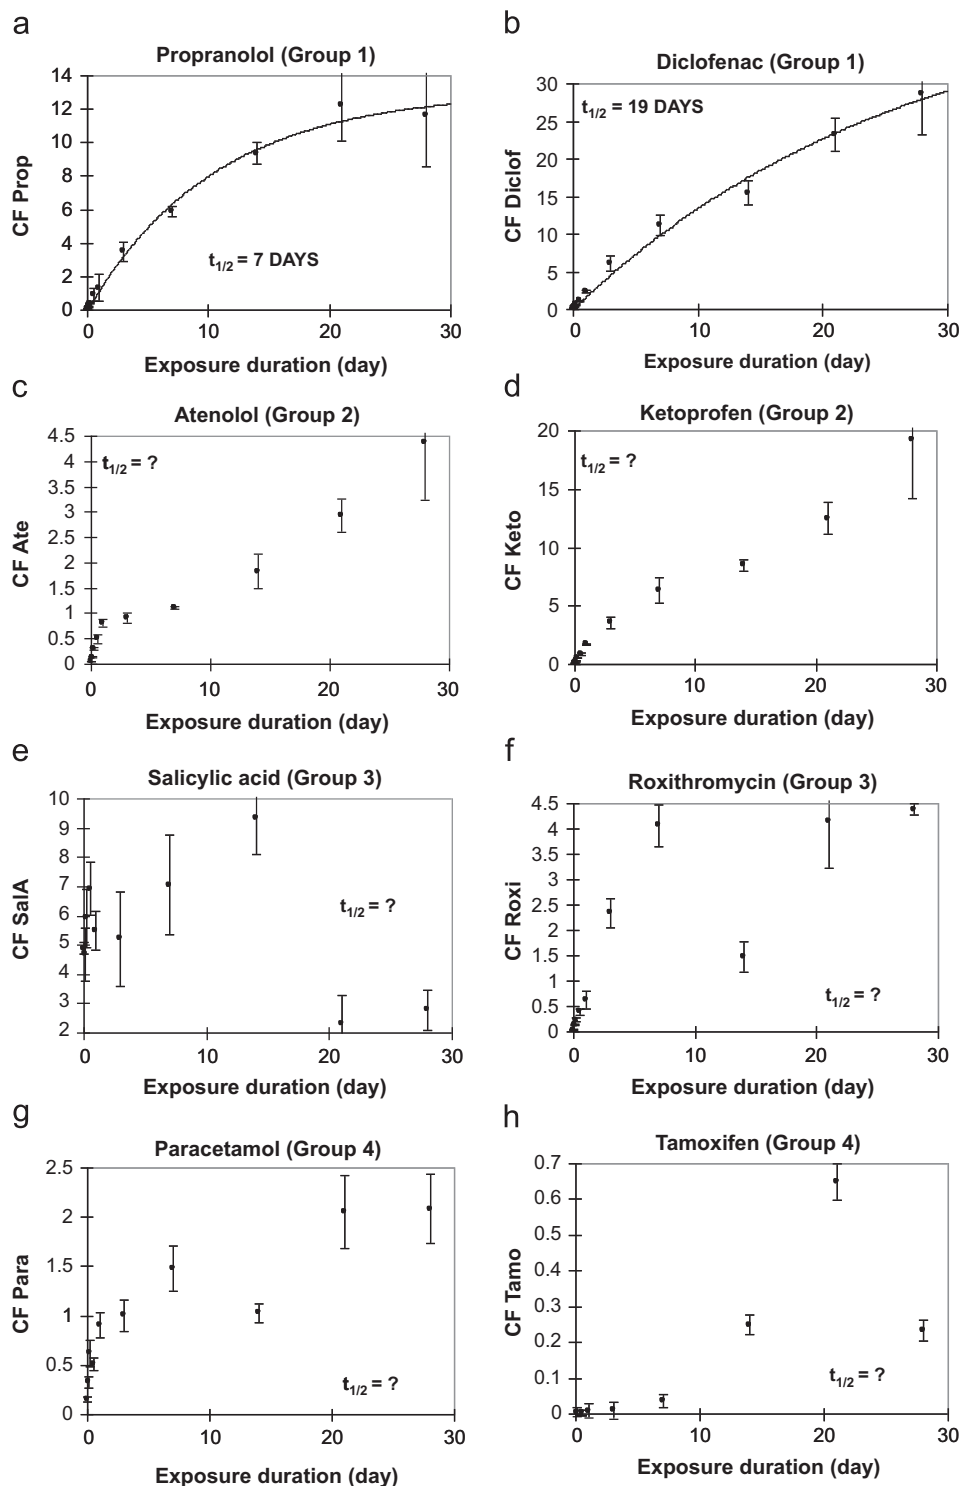 a
Propranolol (Group 1)
14
12
10
8
6
4
2
0
CF Prop
t1/2 = 7 DAYS
0 10 20 30
Exposure duration (day)
b
Diclofenac (Group 1)
30
25
20
15
10
5
0
CF Diclof
t1/2 = 19 DAYS
0 10 20 30
Exposure duration (day)
c
Atenolol (Group 2)
4.5
4
3.5
3
2.5
2
1.5
1
0.5
0
CF Ate
t1/2 = ?
0 10 20 30
Exposure duration (day)
d
Ketoprofen (Group 2)
20
15
10
5
0
CF Keto
t1/2 = ?
0 10 20 30
Exposure duration (day)
e
Salicylic acid (Group 3)
10
9
8
7
6
5
4
3
2
CF SalA
t1/2 = ?
0 10 20 30
Exposure duration (day)
f
Roxithromycin (Group 3)
4.5
4
3.5
3
2.5
2
1.5
1
0.5
0
CF Roxi
t1/2 = ?
0 10 20 30
Exposure duration (day)
g
Paracetamol (Group 4)
2.5
2
1.5
1
0.5
0
CF Para
t1/2 = ?
0 10 20 30
Exposure duration (day)
h
Tamoxifen (Group 4)
0.7
0.6
0.5
0.4
0.3
0.2
0.1
0
CF Tamo
t1/2 = ?
0 10 20 30
Exposure duration (day)